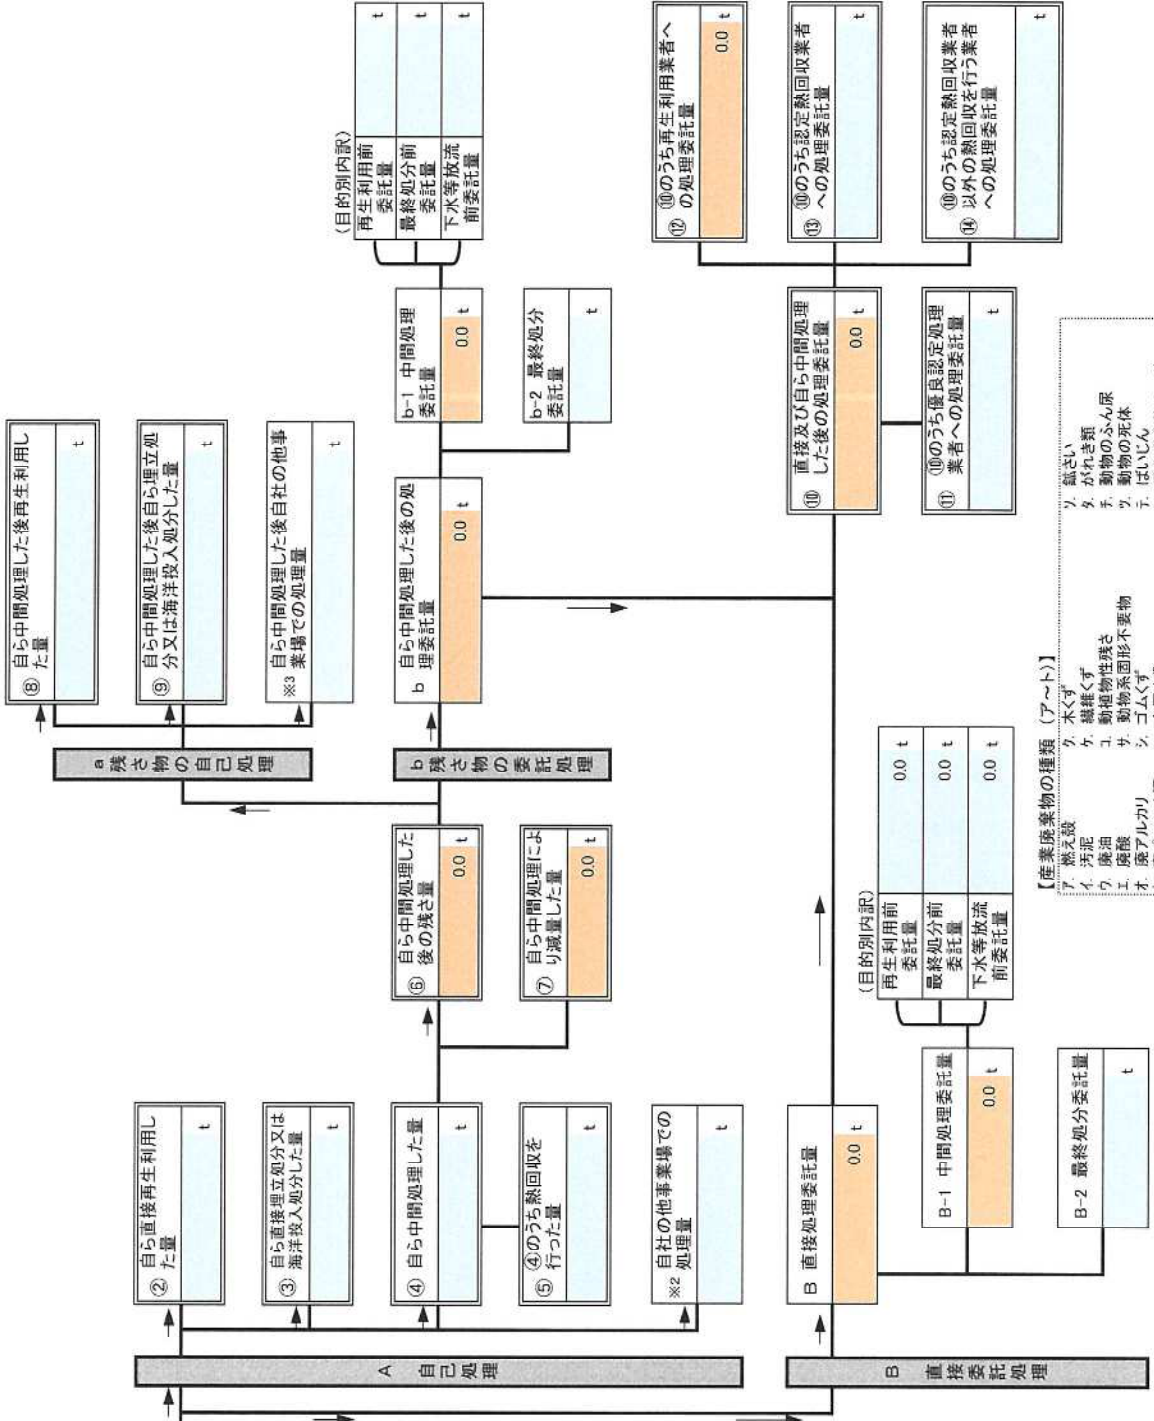 A 自己処理
B 直接委託処理
② 自ら直接再生利用し
た量
t
③ 自ら直接埋立処分又は
海洋投入処分した量
t
④ 自ら中間処理した量
t
⑤ ④のうち熱回収を
行った量
t
※2 自社の他事業場での
処理量
t
B 直接処理委託量
0.0 t
B-1 中間処理委託量
0.0 t
B-2 最終処分委託量
t
(目的別内訳)
再生利用前
委託量
0.0 t
最終処分前
委託量
0.0 t
下水等放流
前委託量
0.0 t
⑥ 自ら中間処理した
後の残さ量
0.0 t
⑦ 自ら中間処理によ
り減量した量
0.0 t
a 残さ物の自己処理
b 残さ物の委託処理
⑧ 自ら中間処理した後再生利用し
た量
t
⑨ 自ら中間処理した後自ら埋立処
分又は海洋投入処分した量
t
※3 自ら中間処理した後自社の他事
業場での処理量
t
b 自ら中間処理した後の処
理委託量
0.0 t
b-1 中間処理
委託量
0.0 t
b-2 最終処分
委託量
t
(目的別内訳)
再生利用前
委託量
t
最終処分前
委託量
t
下水等放流
前委託量
t
⑩ 直接及び自ら中間処理
した後の処理委託量
0.0 t
⑪ ⑩のうち優良認定処理
業者への処理委託量
t
⑫ ⑩のうち再生利用業者へ
の処理委託量
0.0 t
⑬ ⑩のうち認定熱回収業者
への処理委託量
t
⑭ ⑩のうち認定熱回収業者
以外の熱回収を行う業者
への処理委託量
t
【産業廃棄物の種類 (ア～ト)】
ア. 燃え殻
イ. 汚泥
ウ. 廃油
エ. 廃酸
オ. 廃アルカリ
ク. 木くず
ケ. 繊維くず
コ. 動植物性残さ
サ. 動物系固形不要物
シ. ゴムくず
ソ. 鉱さい
タ. がれき類
チ. 動物のふん尿
ツ. 動物の死体
テ. ばいじん